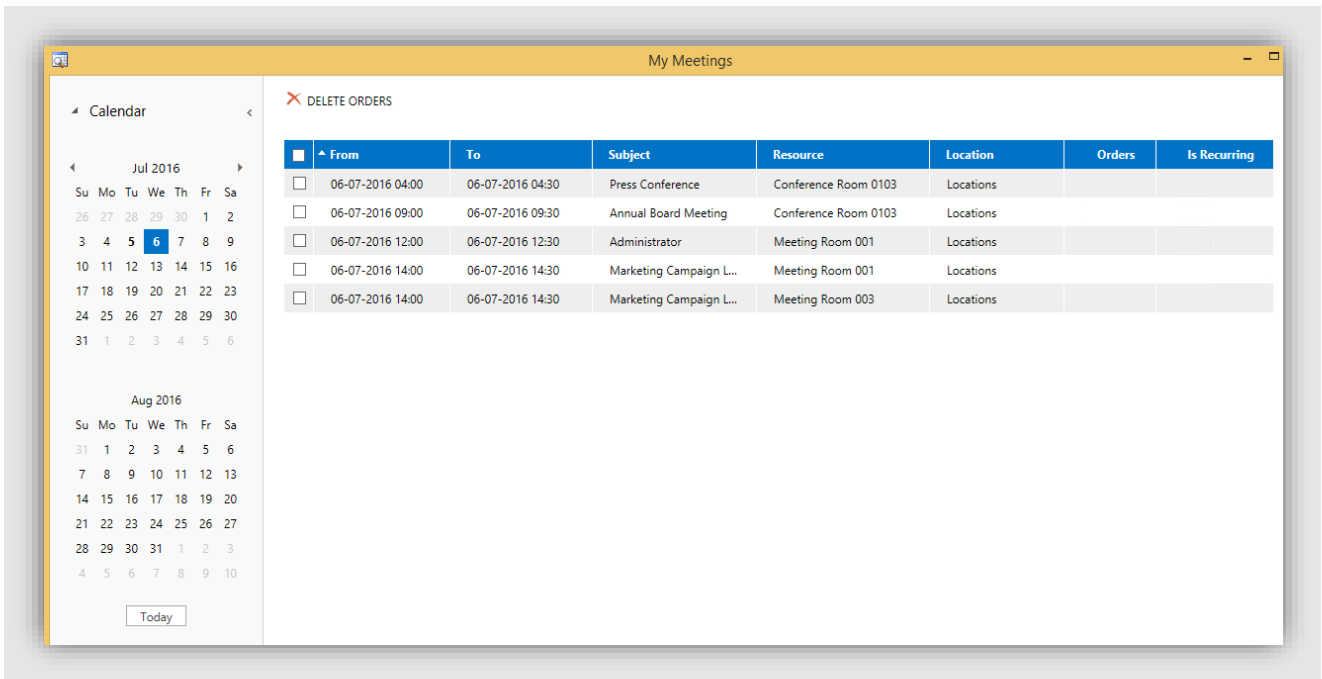 My Meetings
Calendar
Jul 2016
Su Mo Tu We Th Fr Sa
26 27 28 29 30 1 2
3 4 5 6 7 8 9
10 11 12 13 14 15 16
17 18 19 20 21 22 23
24 25 26 27 28 29 30
31 1 2 3 4 5 6
Aug 2016
Su Mo Tu We Th Fr Sa
31 1 2 3 4 5 6
7 8 9 10 11 12 13
14 15 16 17 18 19 20
21 22 23 24 25 26 27
28 29 30 31 1 2 3
4 5 6 7 8 9 10
Today
DELETE ORDERS
From To Subject Resource Location Orders Is Recurring
06-07-2016 04:00 06-07-2016 04:30 Press Conference Conference Room 0103 Locations
06-07-2016 09:00 06-07-2016 09:30 Annual Board Meeting Conference Room 0103 Locations
06-07-2016 12:00 06-07-2016 12:30 Administrator Meeting Room 001 Locations
06-07-2016 14:00 06-07-2016 14:30 Marketing Campaign L... Meeting Room 001 Locations
06-07-2016 14:00 06-07-2016 14:30 Marketing Campaign L... Meeting Room 003 Locations